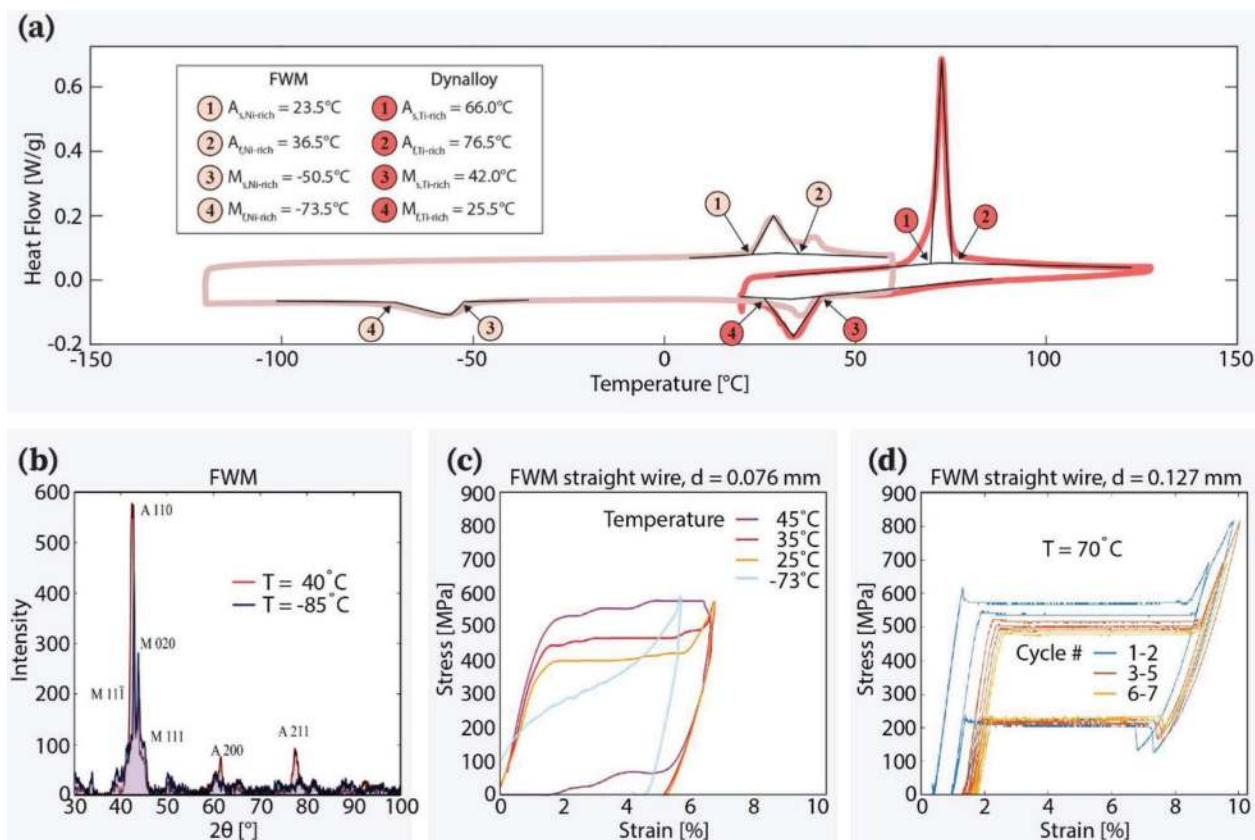 (a)
Heat Flow [W/g]
0.6
0.4
0.2
0.0
-0.2
FWM Dynalloy
1 As,Ni-rich = 23.5°C 1 As,Ti-rich = 66.0°C
2 Af,Ni-rich = 36.5°C 2 Af,Ti-rich = 76.5°C
3 Ms,Ni-rich = -50.5°C 3 Ms,Ti-rich = 42.0°C
4 Mf,Ni-rich = -73.5°C 4 Mf,Ti-rich = 25.5°C
1 2 1 2
4 3 4 3
-150 -100 -50 0 50 100 150
Temperature [°C]
(b)
FWM
Intensity
600
500
400
300
200
100
0
A 110
T = 40°C
T = -85°C
M 020
M 111̄
M 111
A 200
A 211
30 40 50 60 70 80 90 100
2θ [°]
(c)
FWM straight wire, d = 0.076 mm
Stress [MPa]
900
800
700
600
500
400
300
200
100
0
Temperature
45°C
35°C
25°C
-73°C
0 2 4 6 8 10
Strain [%]
(d)
FWM straight wire, d = 0.127 mm
Stress [MPa]
900
800
700
600
500
400
300
200
100
0
T = 70°C
Cycle #
1-2
3-5
6-7
0 2 4 6 8 10
Strain [%]